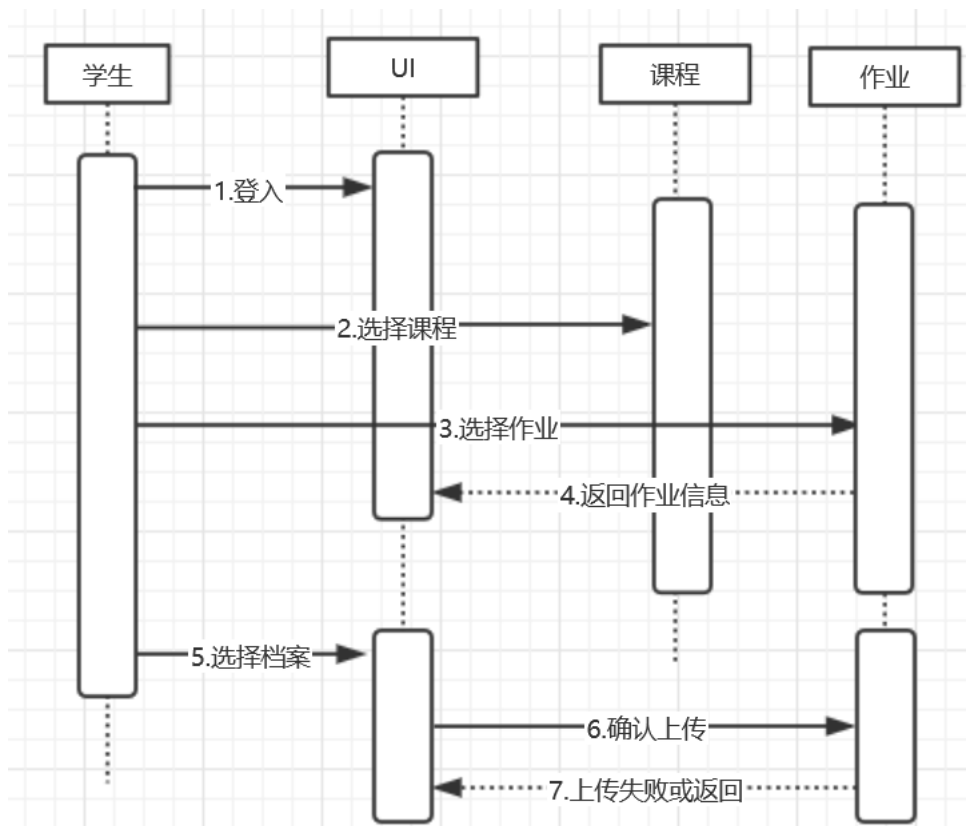 学生
UI
课程
作业
1.登入
2.选择课程
3.选择作业
4.返回作业信息
5.选择档案
6.确认上传
7.上传失败或返回